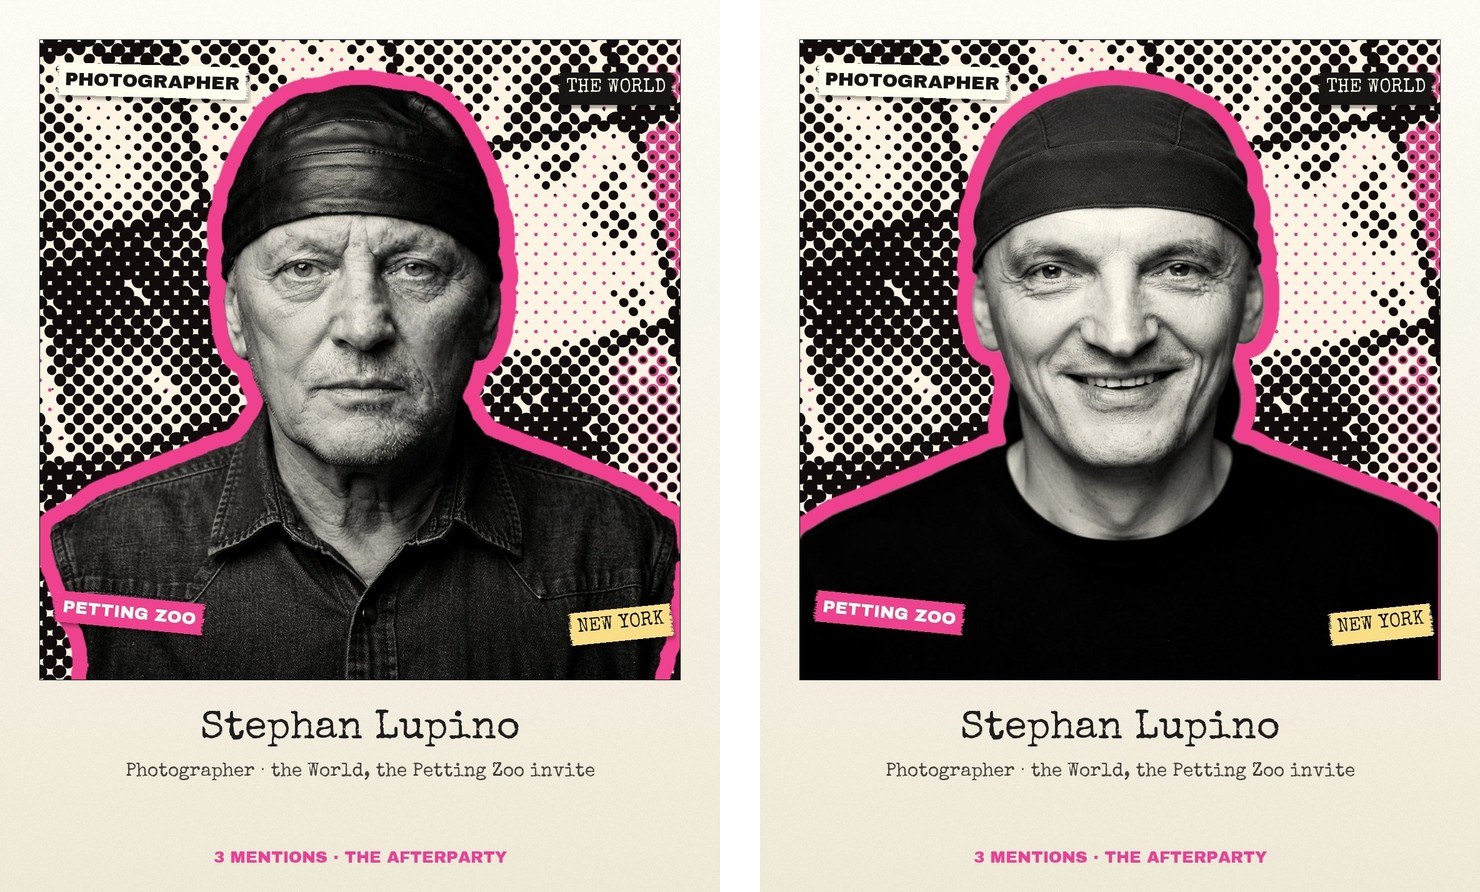 PHOTOGRAPHER
THE WORLD
PETTING ZOO
NEW YORK
Stephan Lupino
Photographer · the World, the Petting Zoo invite
3 MENTIONS · THE AFTERPARTY
PHOTOGRAPHER
THE WORLD
PETTING ZOO
NEW YORK
Stephan Lupino
Photographer · the World, the Petting Zoo invite
3 MENTIONS · THE AFTERPARTY